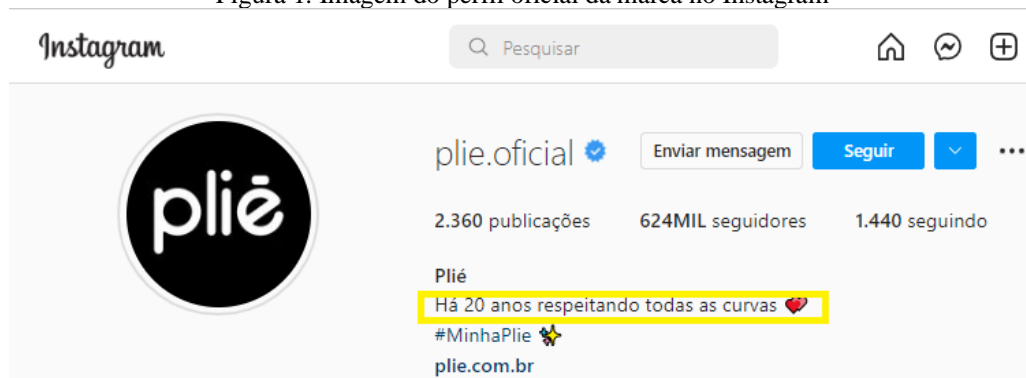 Figura 1: Imagem do perfil oficial da marca no Instagram
Instagram
Pesquisar
plié
plie.oficial Enviar mensagem Seguir
2.360 publicações 624MIL seguidores 1.440 seguindo
Plié
Há 20 anos respeitando todas as curvas 💕
#MinhaPlie ✨
plie.com.br